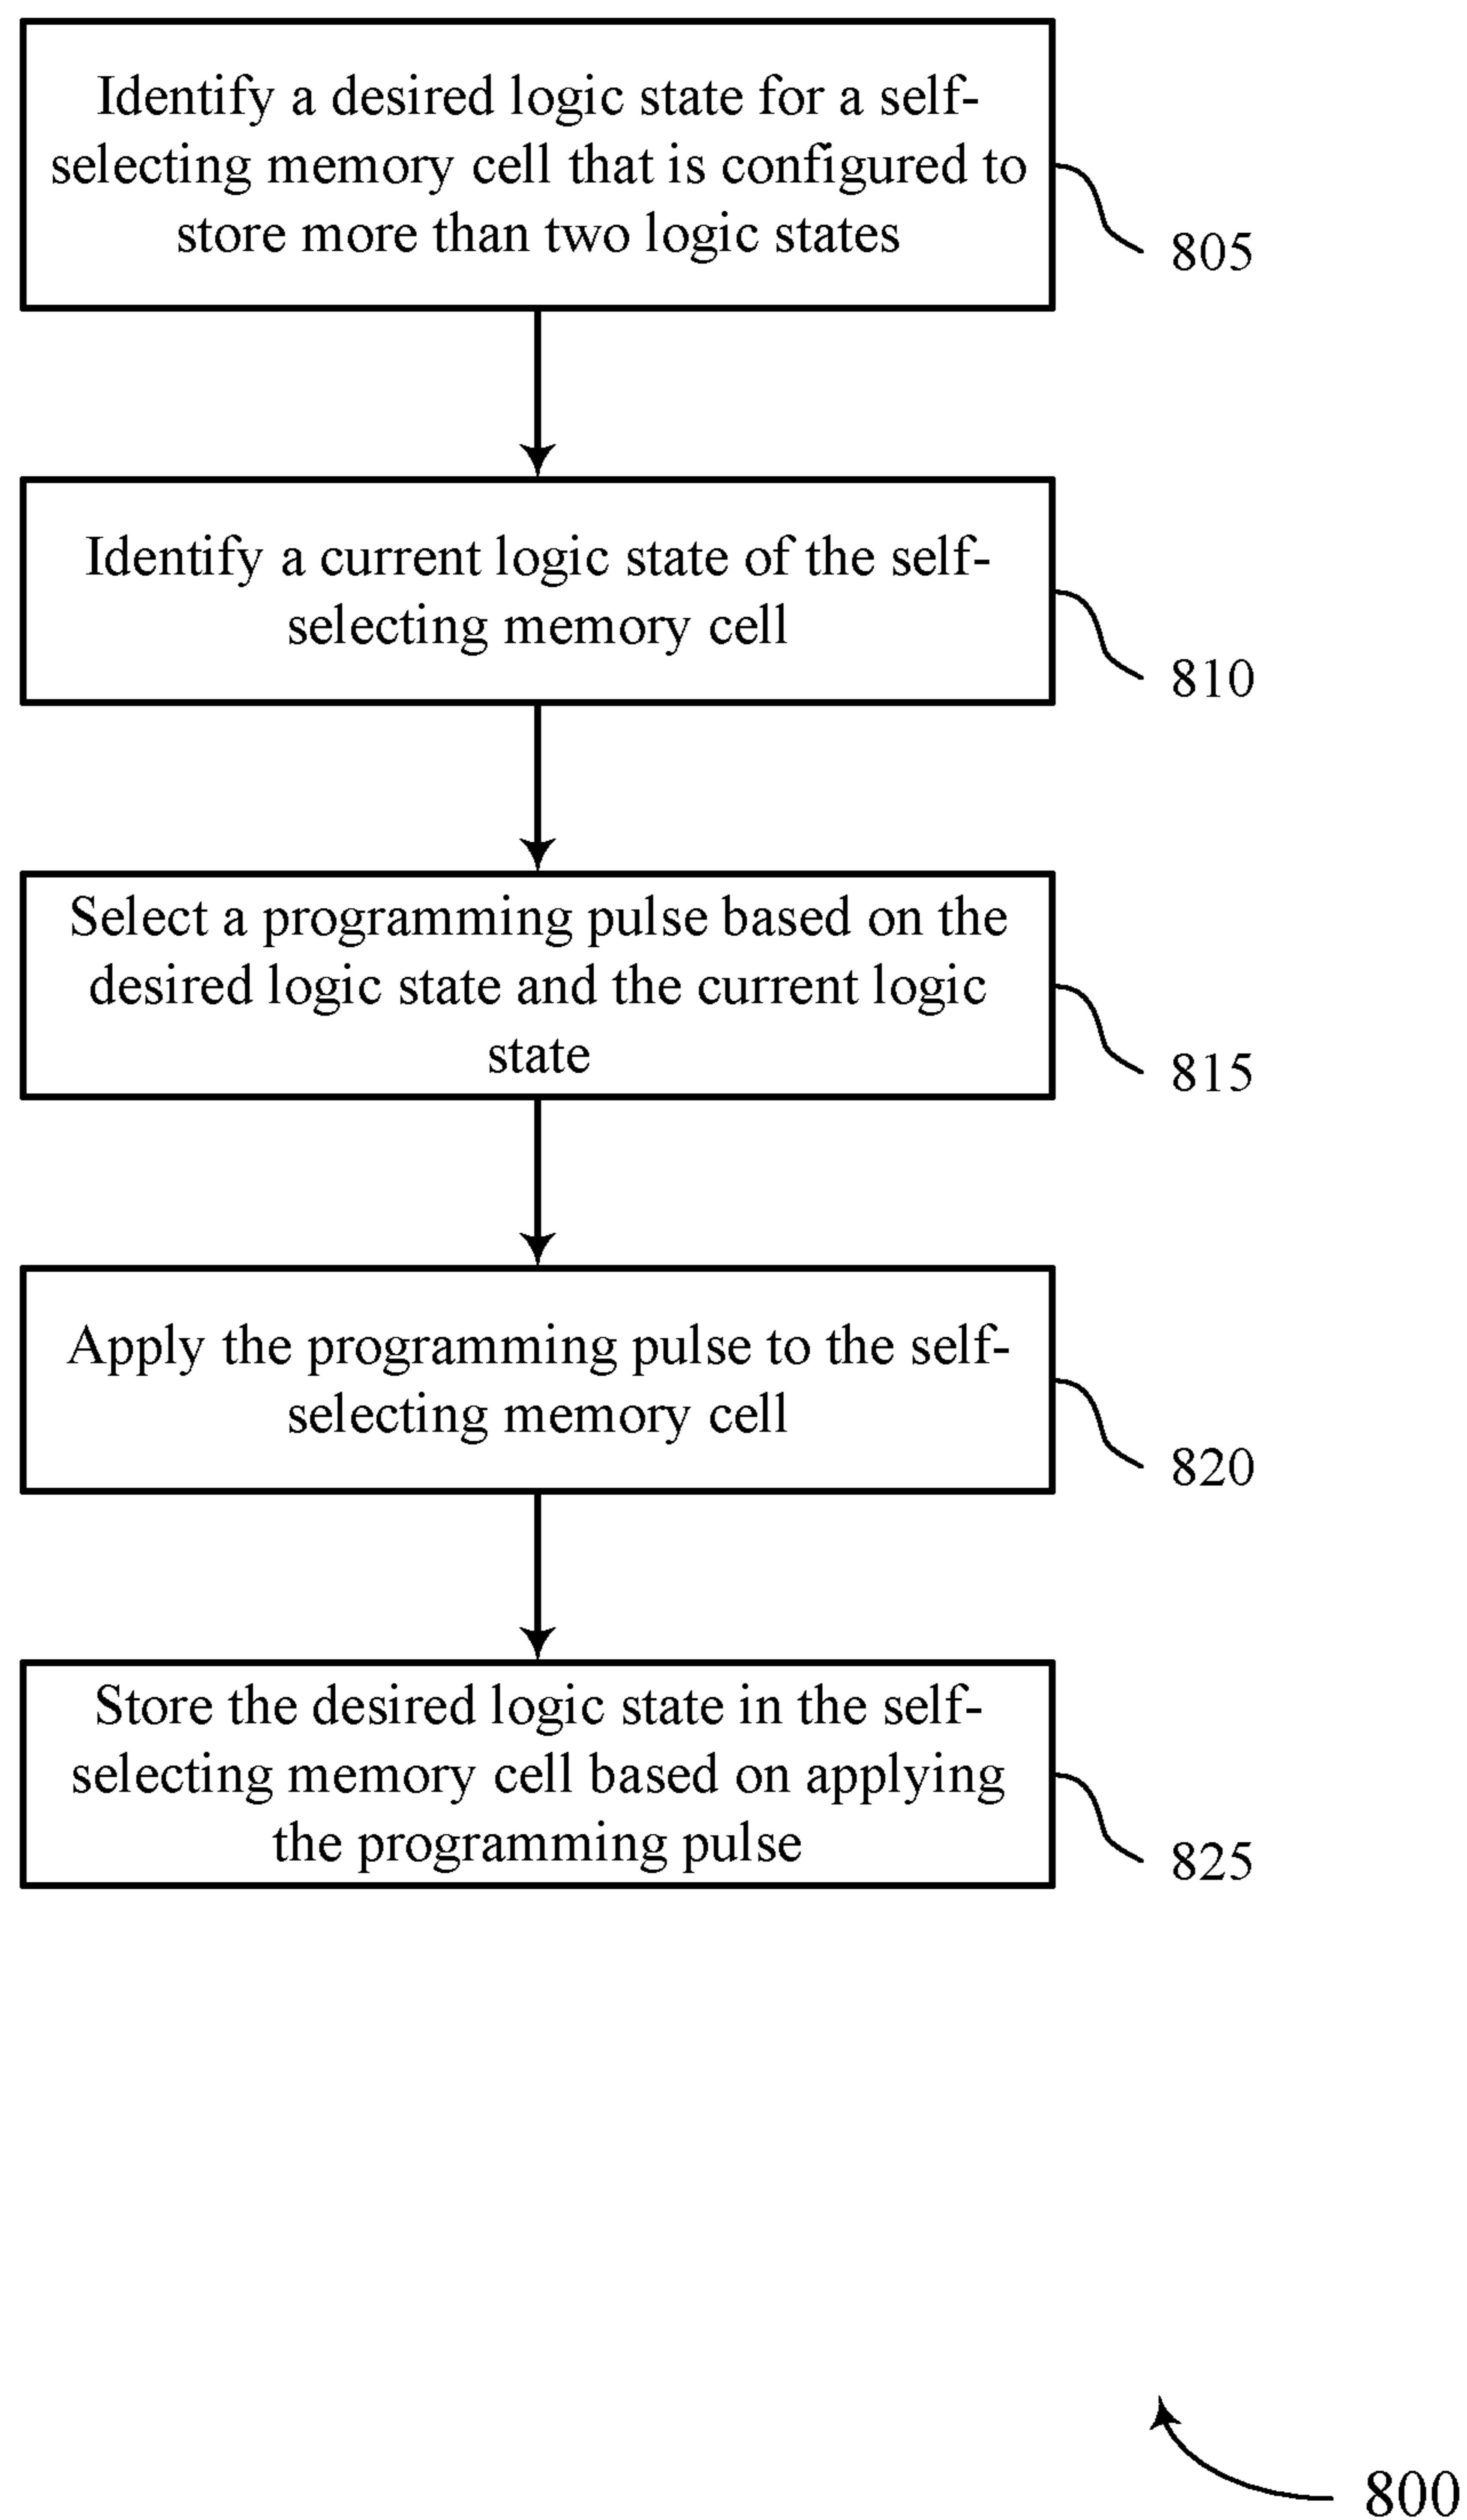 Identify a desired logic state for a self-
selecting memory cell that is configured to
store more than two logic states
805
Identify a current logic state of the self-
selecting memory cell
810
Select a programming pulse based on the
desired logic state and the current logic
state
815
Apply the programming pulse to the self-
selecting memory cell
820
Store the desired logic state in the self-
selecting memory cell based on applying
the programming pulse
825
800